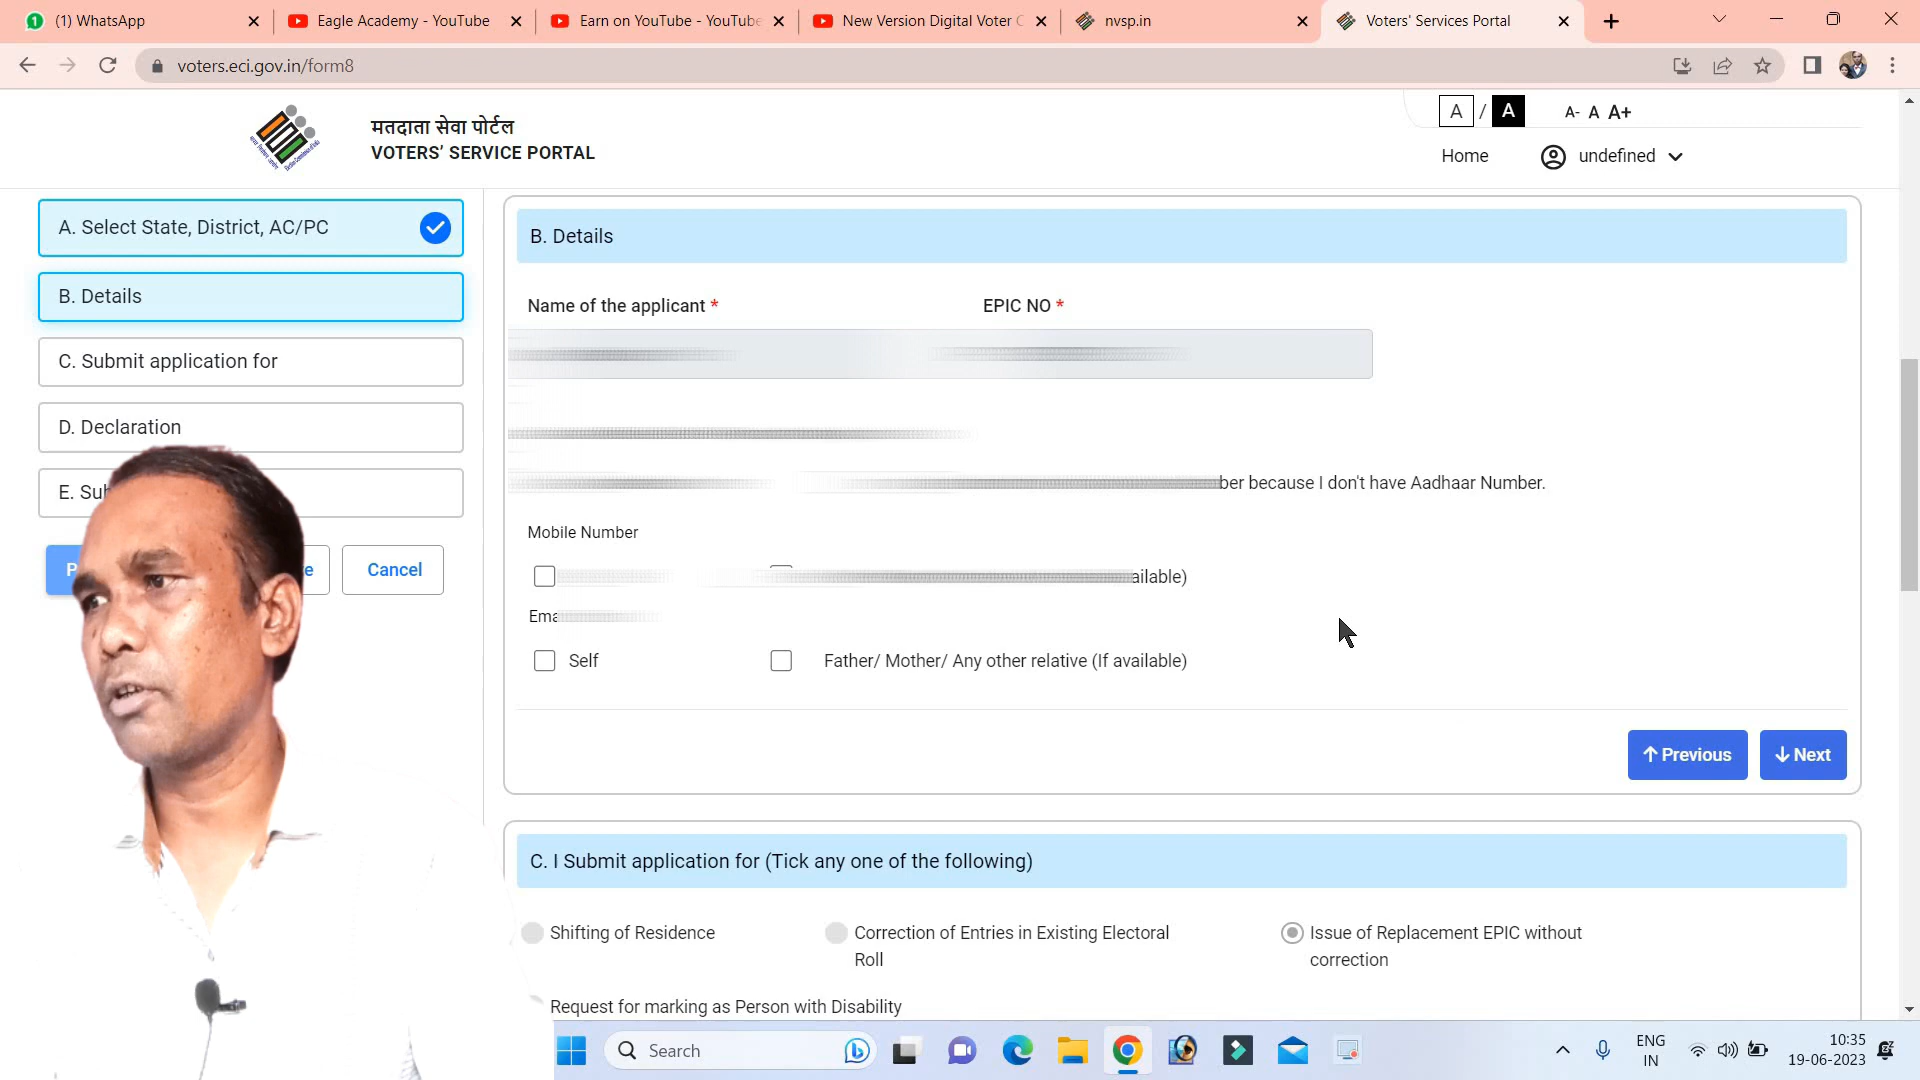 (1) WhatsApp
Eagle Academy - YouTube
Earn on YouTube - YouTube
New Version Digital Voter C
nvsp.in
Voters' Services Portal
voters.eci.gov.in/form8
मतदाता सेवा पोर्टल
VOTERS' SERVICE PORTAL
A / A A- A A+
Home
undefined
A. Select State, District, AC/PC
B. Details
C. Submit application for
D. Declaration
E. Sub
P
e
Cancel
B. Details
Name of the applicant *
EPIC NO *
ber because I don't have Aadhaar Number.
Mobile Number
ailable)
Ema
Self
Father/ Mother/ Any other relative (If available)
Previous
Next
C. I Submit application for (Tick any one of the following)
Shifting of Residence
Correction of Entries in Existing Electoral
Roll
Issue of Replacement EPIC without
correction
Request for marking as Person with Disability
Search
ENG
IN
10:35
19-06-2023